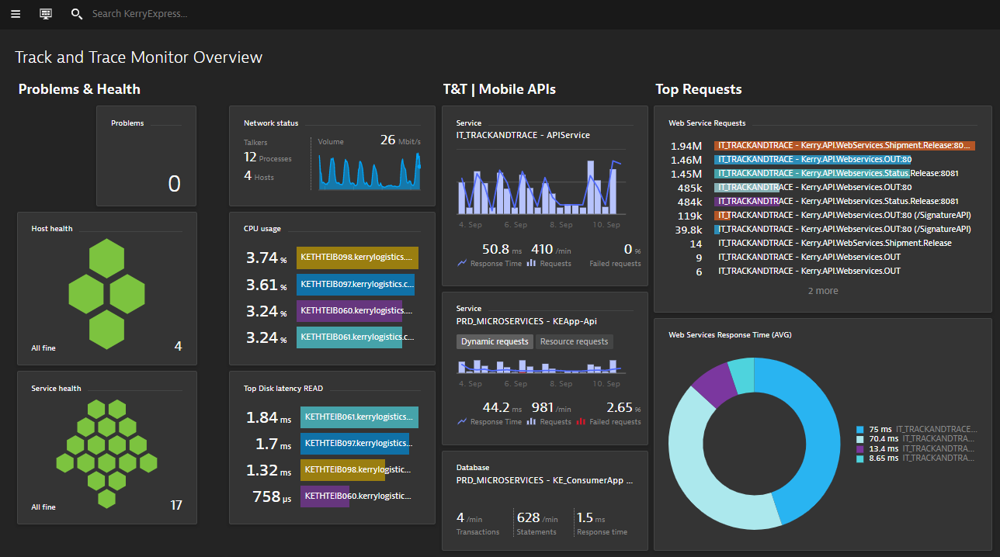 Search KerryExpress...
Track and Trace Monitor Overview
Problems & Health
Problems
0
Host health
All fine
4
Service health
All fine
17
Network status
Talkers
12 Processes
4 Hosts
Volume
26 Mbit/s
CPU usage
3.74 % KETHTEIB098.kerrylogistics....
3.61 % KETHTEIB097.kerrylogistics.c...
3.24 % KETHTEIB060.kerrylogistics....
3.24 % KETHTEIB061.kerrylogistics.c...
Top Disk latency READ
1.84 ms KETHTEIB061.kerrylogistics...
1.7 ms KETHTEIB097.kerrylogistics...
1.32 ms KETHTEIB098.kerrylogistic...
758 µs KETHTEIB060.kerrylogistic...
T&T | Mobile APIs
Service
IT_TRACKANDTRACE - APIService
4. Sep 6. Sep 8. Sep 10. Sep
50.8 ms 410 /min 0 %
Response Time Requests Failed requests
Service
PRD_MICROSERVICES - KEApp-Api
Dynamic requests Resource requests
4. Sep 6. Sep 8. Sep 10. Sep
44.2 ms 981 /min 2.65 %
Response Time Requests Failed requests
Database
PRD_MICROSERVICES - KE_ConsumerApp ...
4 /min 628 /min 1.5 ms
Transactions Statements Response time
Top Requests
Web Service Requests
1.94M IT_TRACKANDTRACE - Kerry.API.WebServices.Shipment.Release:80...
1.46M IT_TRACKANDTRACE - Kerry.API.Webservices.OUT:80
1.45M IT_TRACKANDTRACE - Kerry.API.WebServices.Status.Release:8081
485k IT_TRACKANDTRACE - Kerry.API.Webservices.OUT:80
484k IT_TRACKANDTRACE - Kerry.API.WebServices.Status.Release:8081
119k IT_TRACKANDTRACE - Kerry.API.Webservices.OUT:80 (/SignatureAPI)
39.8k IT_TRACKANDTRACE - Kerry.API.Webservices.OUT:80 (/SignatureAPI)
14 IT_TRACKANDTRACE - Kerry.API.WebServices.Shipment.Release
9 IT_TRACKANDTRACE - Kerry.API.Webservices.OUT
6 IT_TRACKANDTRACE - Kerry.API.Webservices.OUT
2 more
Web Services Response Time (AVG)
75 ms IT_TRACKANDTRACE...
70.4 ms IT_TRACKANDTRA...
13.4 ms IT_TRACKANDTRA...
8.65 ms IT_TRACKANDTRA...